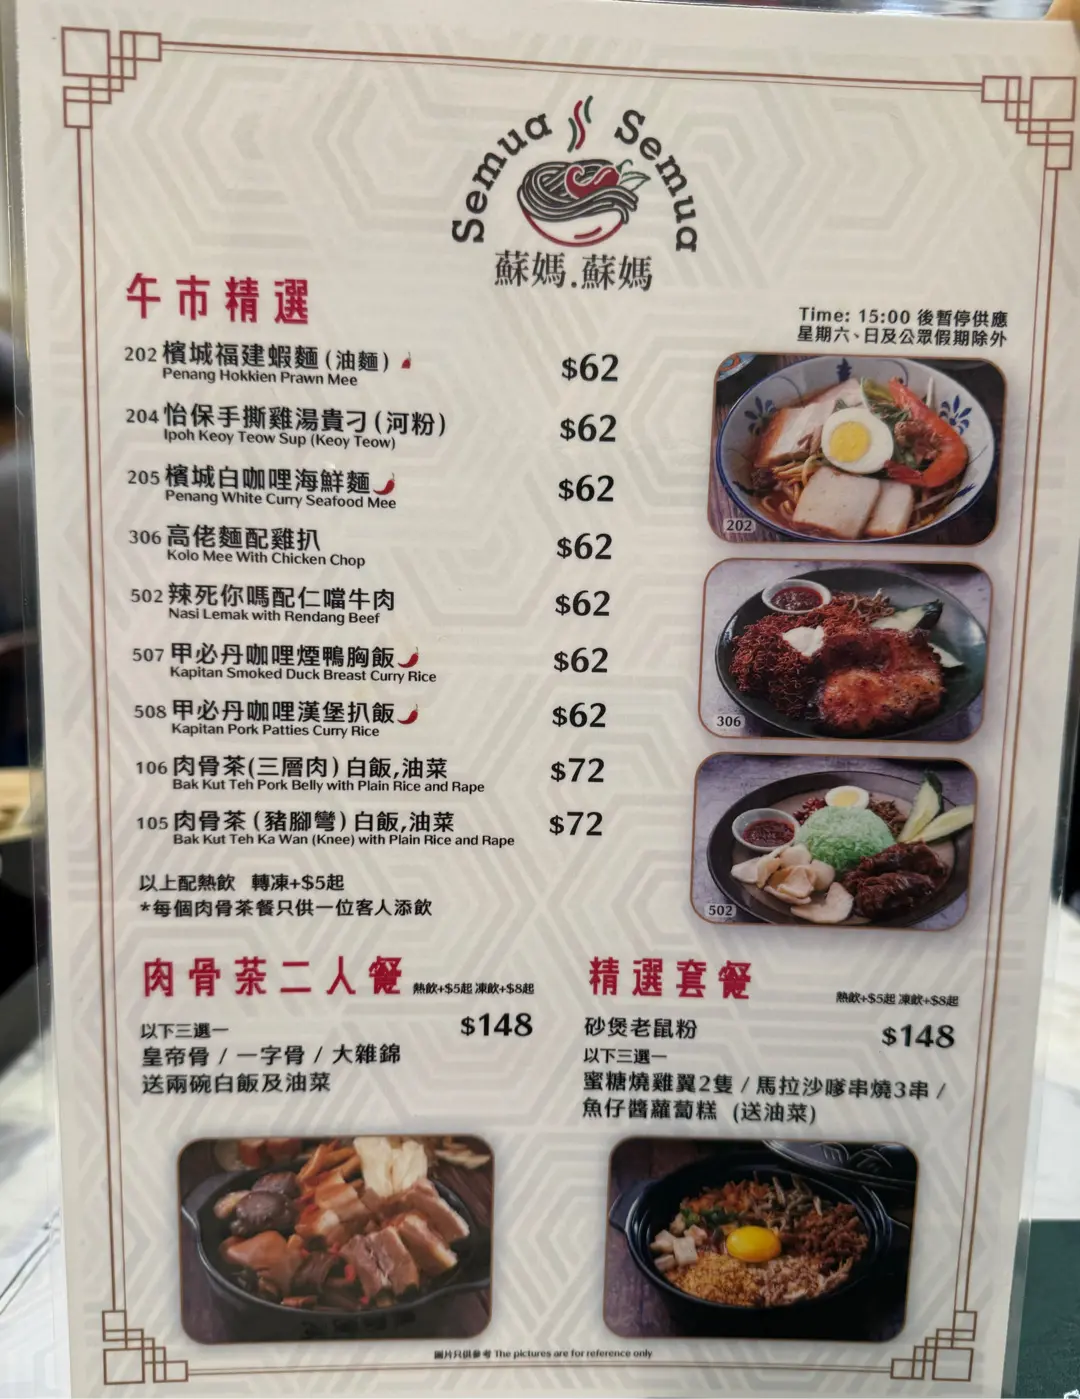 Semua Semua
蘇媽.蘇媽
午市精選
Time: 15:00 後暫停供應
星期六、日及公眾假期除外
202 檳城福建蝦麵 (油麵) $62
Penang Hokkien Prawn Mee
204 怡保手撕雞湯貴刁 (河粉) $62
Ipoh Keoy Teow Sup (Keoy Teow)
205 檳城白咖哩海鮮麵 $62
Penang White Curry Seafood Mee
306 高佬麵配雞扒 $62
Kolo Mee With Chicken Chop
502 辣死你嗎配仁噹牛肉 $62
Nasi Lemak with Rendang Beef
507 甲必丹咖哩煙鴨胸飯 $62
Kapitan Smoked Duck Breast Curry Rice
508 甲必丹咖哩漢堡扒飯 $62
Kapitan Pork Patties Curry Rice
106 肉骨茶(三層肉) 白飯,油菜 $72
Bak Kut Teh Pork Belly with Plain Rice and Rape
105 肉骨茶 (豬腳彎) 白飯,油菜 $72
Bak Kut Teh Ka Wan (Knee) with Plain Rice and Rape
以上配熱飲 轉凍+$5起
*每個肉骨茶餐只供一位客人添飲
202
306
502
肉骨茶二人餐 熱飲+$5起 凍飲+$8起
以下三選一 $148
皇帝骨 / 一字骨 / 大雜錦
送兩碗白飯及油菜
精選套餐 熱飲+$5起 凍飲+$8起
砂煲老鼠粉 $148
以下三選一
蜜糖燒雞翼2隻 / 馬拉沙嗲串燒3串 /
魚仔醬蘿蔔糕 (送油菜)
圖片只供參考 The pictures are for reference only